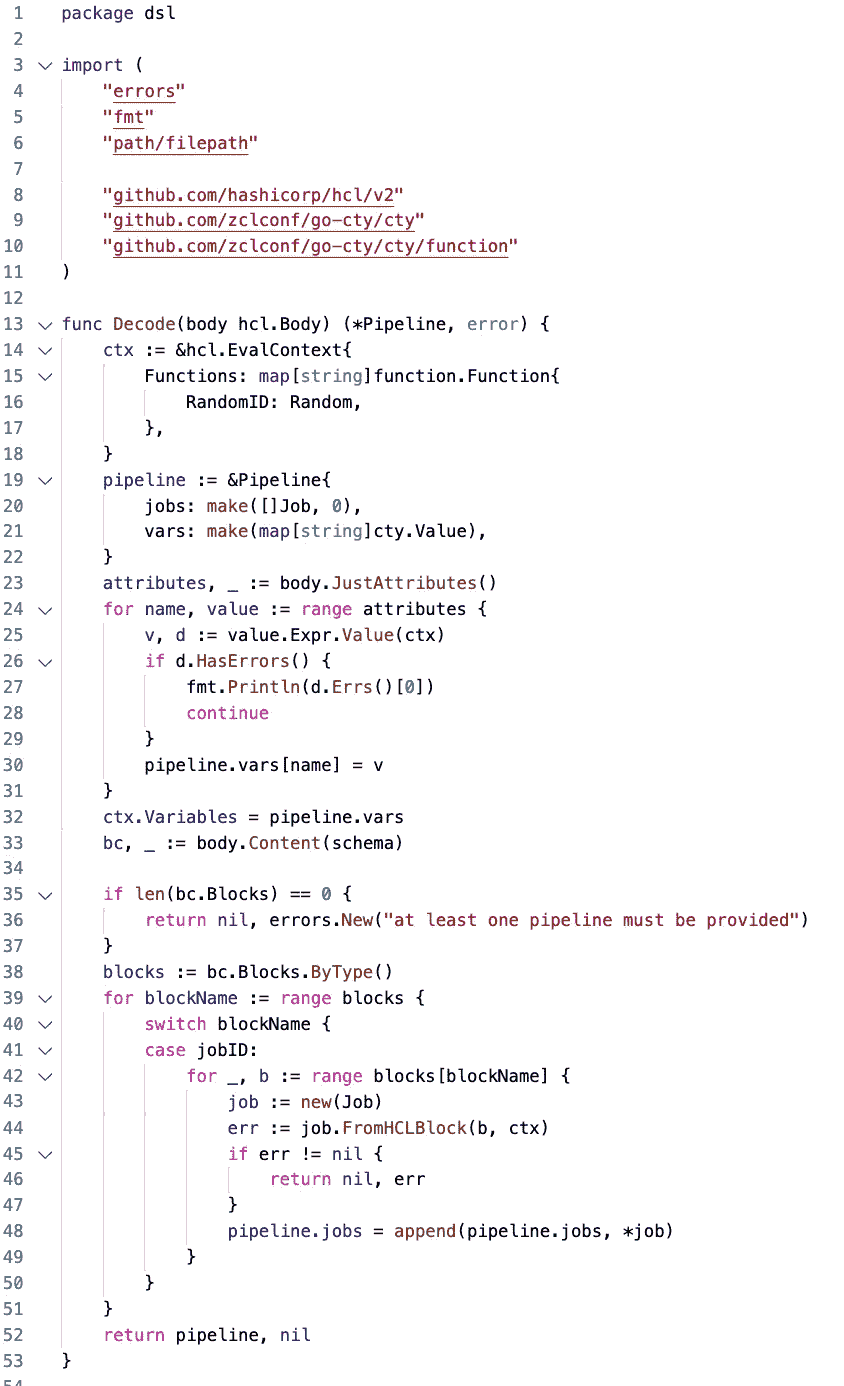 1 package dsl
2
3 import (
4 "errors"
5 "fmt"
6 "path/filepath"
7
8 "github.com/hashicorp/hcl/v2"
9 "github.com/zclconf/go-cty/cty"
10 "github.com/zclconf/go-cty/cty/function"
11 )
12
13 func Decode(body hcl.Body) (*Pipeline, error) {
14 ctx := &hcl.EvalContext{
15 Functions: map[string]function.Function{
16 RandomID: Random,
17 },
18 }
19 pipeline := &Pipeline{
20 jobs: make([]Job, 0),
21 vars: make(map[string]cty.Value),
22 }
23 attributes, _ := body.JustAttributes()
24 for name, value := range attributes {
25 v, d := value.Expr.Value(ctx)
26 if d.HasErrors() {
27 fmt.Println(d.Errs()[0])
28 continue
29 }
30 pipeline.vars[name] = v
31 }
32 ctx.Variables = pipeline.vars
33 bc, _ := body.Content(schema)
34
35 if len(bc.Blocks) == 0 {
36 return nil, errors.New("at least one pipeline must be provided")
37 }
38 blocks := bc.Blocks.ByType()
39 for blockName := range blocks {
40 switch blockName {
41 case jobID:
42 for _, b := range blocks[blockName] {
43 job := new(Job)
44 err := job.FromHCLBlock(b, ctx)
45 if err != nil {
46 return nil, err
47 }
48 pipeline.jobs = append(pipeline.jobs, *job)
49 }
50 }
51 }
52 return pipeline, nil
53 }
54